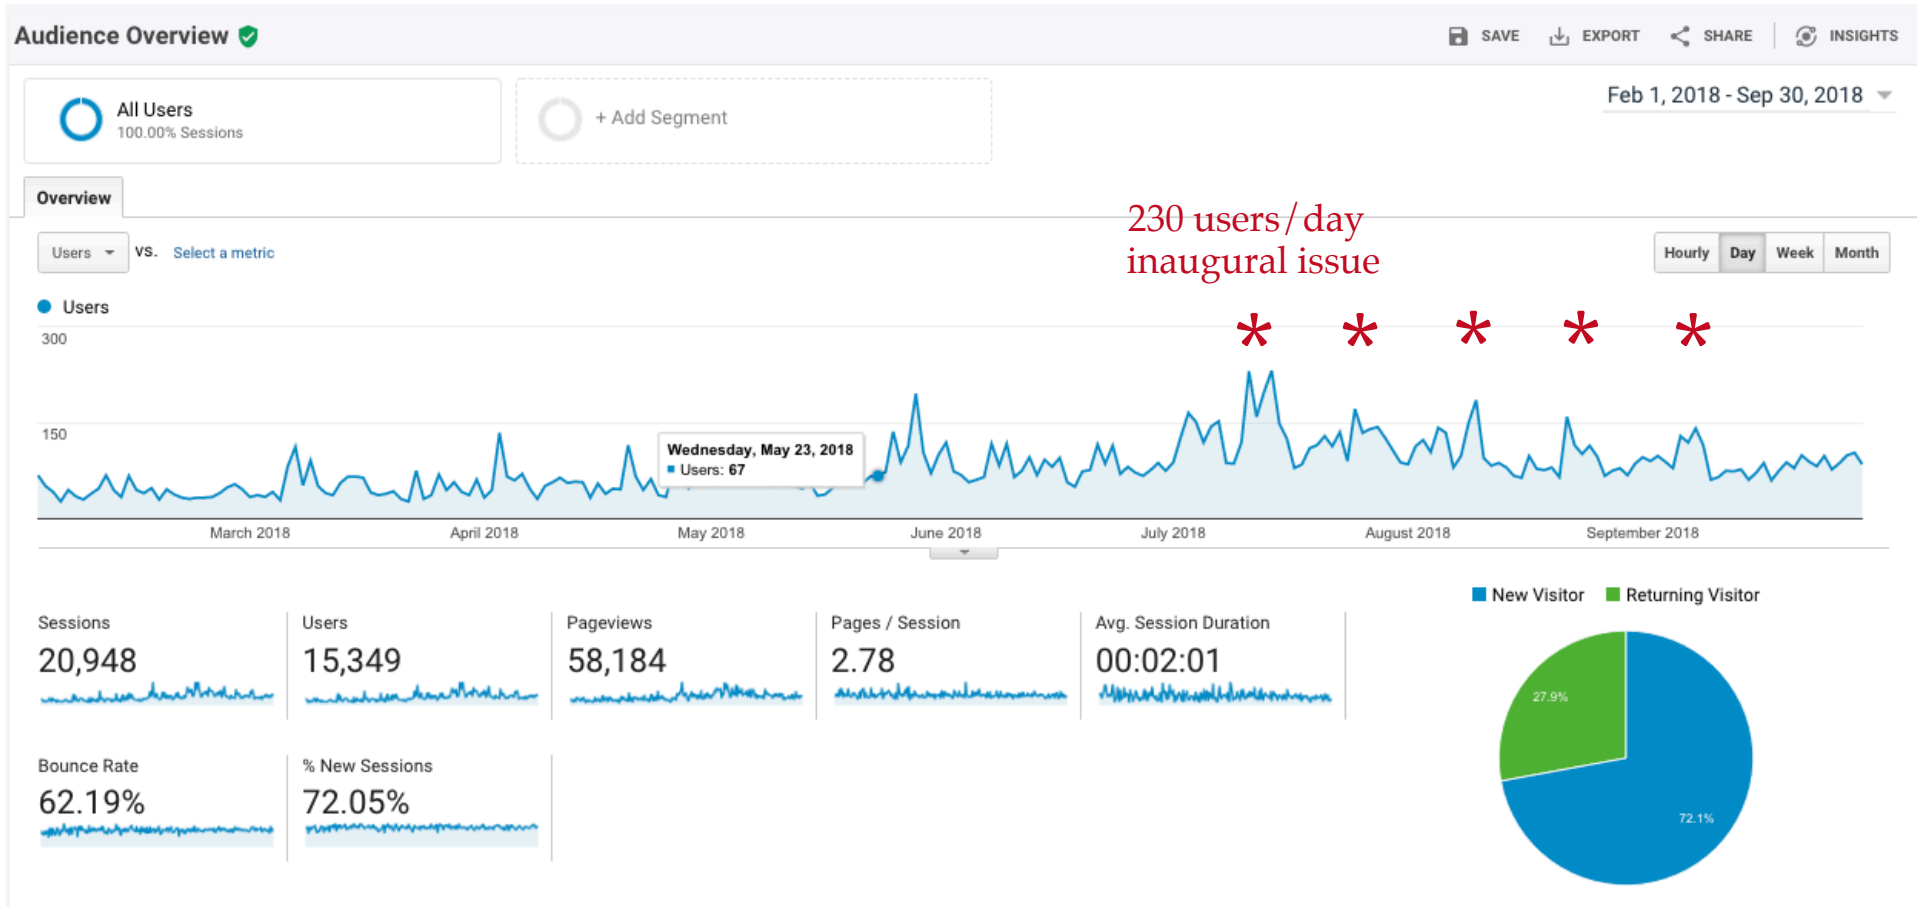 Audience Overview
SAVE EXPORT SHARE INSIGHTS
All Users
100.00% Sessions
+ Add Segment
Feb 1, 2018 - Sep 30, 2018
Overview
230 users/day
inaugural issue
Users VS. Select a metric
Hourly Day Week Month
Users
* * * * *
300
150
Wednesday, May 23, 2018
Users: 67
March 2018 April 2018 May 2018 June 2018 July 2018 August 2018 September 2018
New Visitor Returning Visitor
Sessions Users Pageviews Pages / Session Avg. Session Duration
20,948 15,349 58,184 2.78 00:02:01
27.9%
Bounce Rate % New Sessions
62.19% 72.05%
72.1%